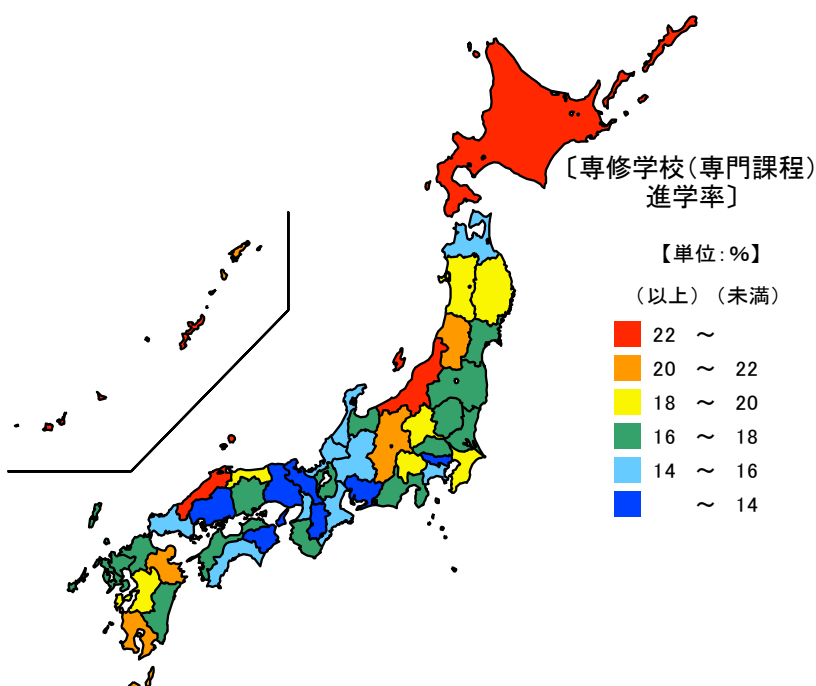 〔専修学校(専門課程)
進学率〕
【単位:%】
(以上)(未満)
22 ～
20 ～ 22
18 ～ 20
16 ～ 18
14 ～ 16
～ 14